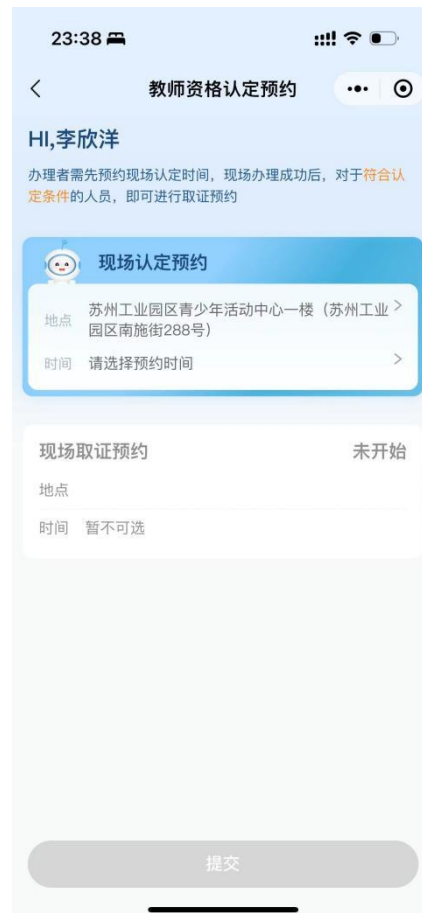 23:38
教师资格认定预约
HI,李欣洋
办理者需先预约现场认定时间，现场办理成功后，对于符合认
定条件的人员，即可进行取证预约
现场认定预约
地点 苏州工业园区青少年活动中心一楼（苏州工业
园区南施街288号）
时间 请选择预约时间
现场取证预约 未开始
地点
时间 暂不可选
提交